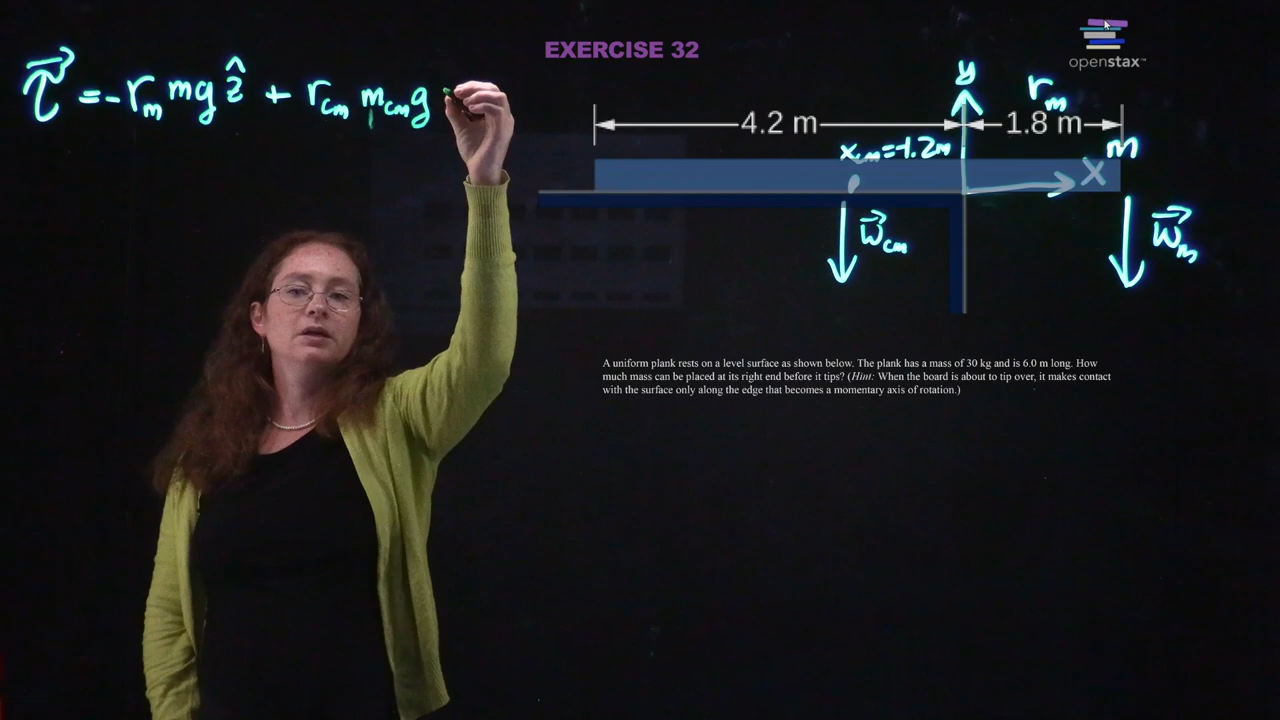 EXERCISE 32
openstax™
τ⃗ = -r_m mg ẑ + r_cm m_cm g
y
r_m
4.2 m
1.8 m
x_cm = -1.2m
m
x
w⃗_cm
w⃗_m
A uniform plank rests on a level surface as shown below. The plank has a mass of 30 kg and is 6.0 m long. How
much mass can be placed at its right end before it tips? (Hint: When the board is about to tip over, it makes contact
with the surface only along the edge that becomes a momentary axis of rotation.)